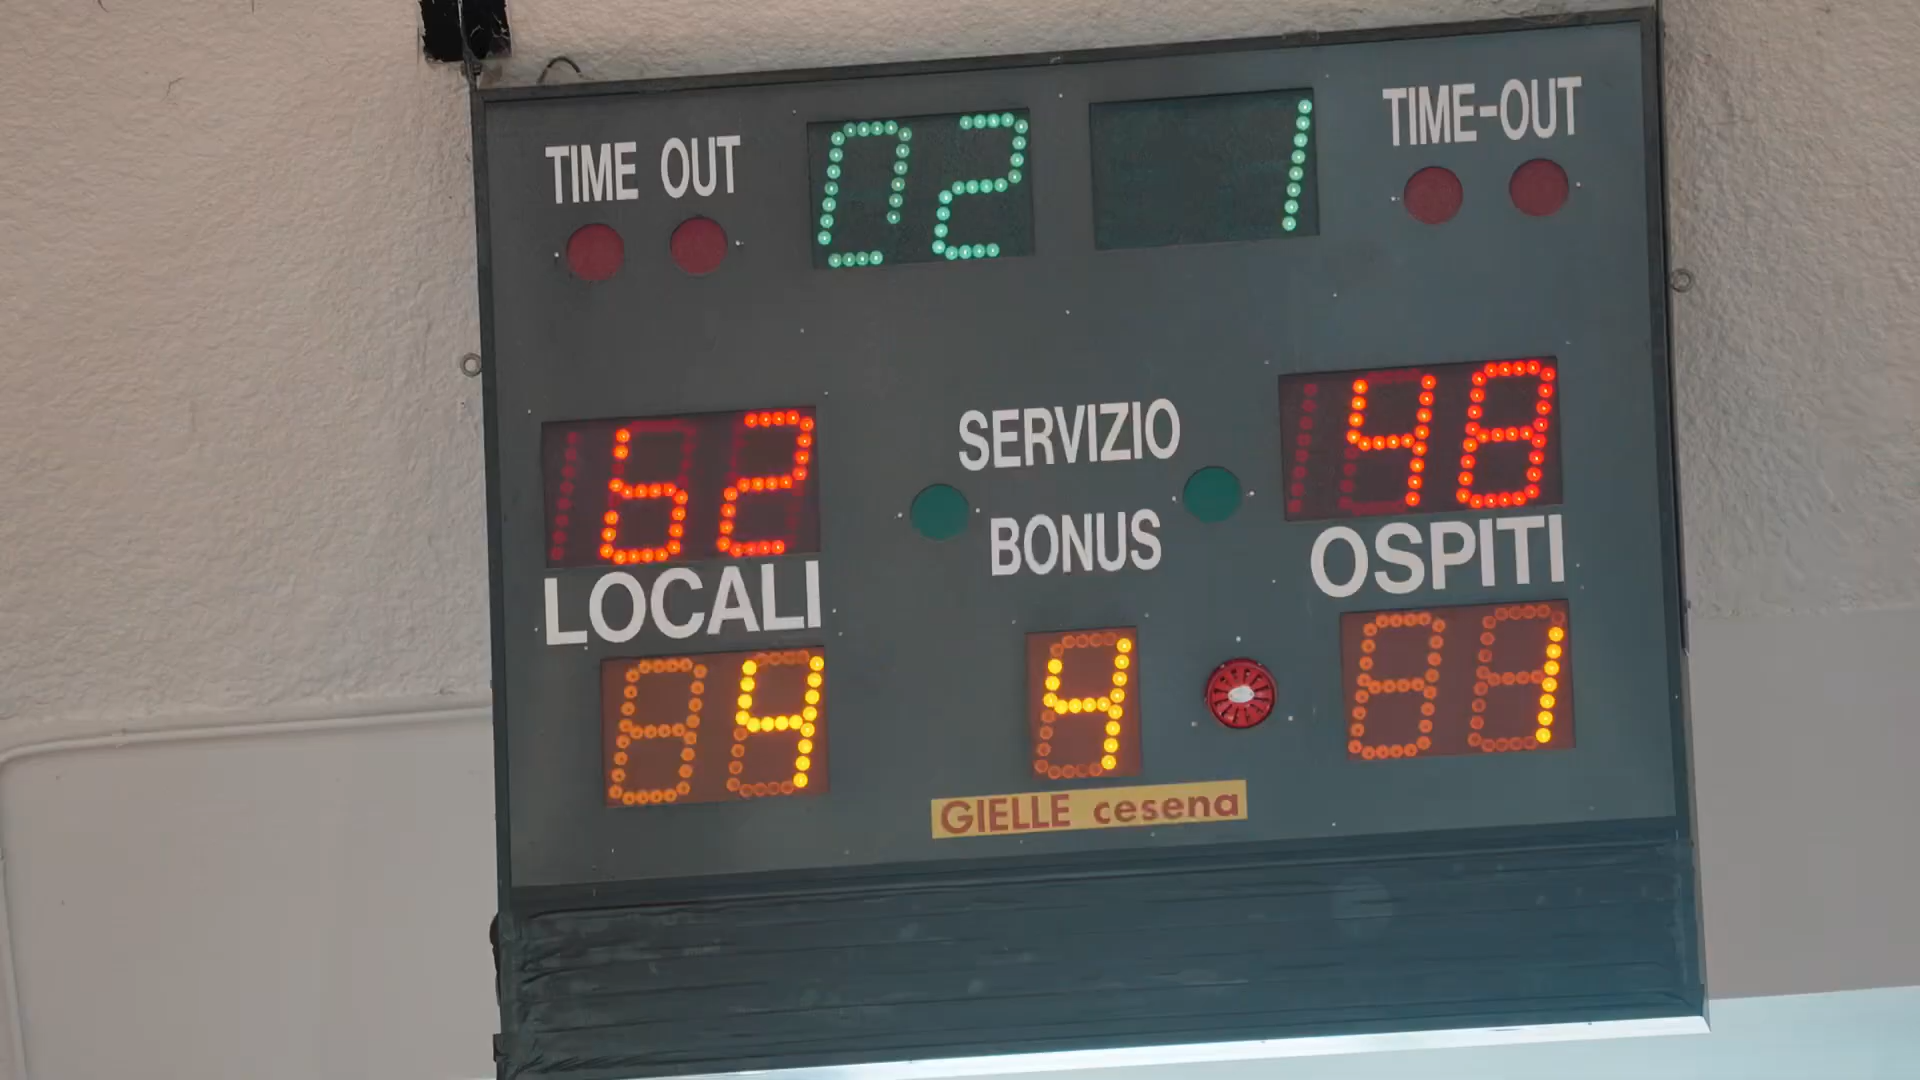 TIME OUT 02 1 TIME-OUT
62 SERVIZIO 48
LOCALI BONUS OSPITI
4 4 1
GIELLE cesena